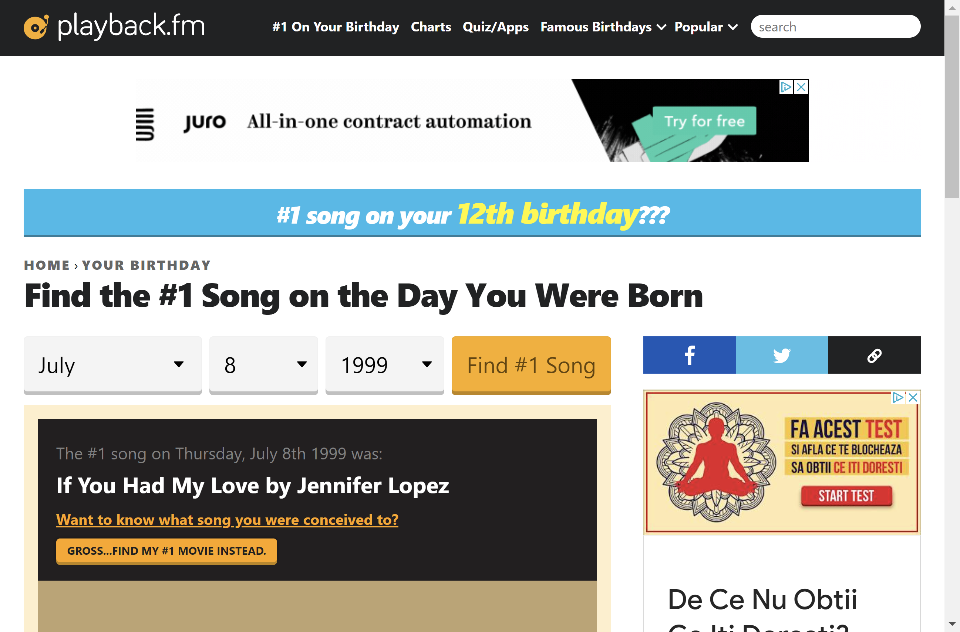 playback.fm
#1 On Your Birthday Charts Quiz/Apps Famous Birthdays Popular search
JURO All-in-one contract automation Try for free
#1 song on your 12th birthday???
HOME › YOUR BIRTHDAY
Find the #1 Song on the Day You Were Born
July 8 1999 Find #1 Song
The #1 song on Thursday, July 8th 1999 was:
If You Had My Love by Jennifer Lopez
Want to know what song you were conceived to?
GROSS...FIND MY #1 MOVIE INSTEAD.
FA ACEST TEST
SI AFLA CE TE BLOCHEAZA
SA OBTII CE ITI DORESTI
START TEST
De Ce Nu Obtii
Ce Iti Doresti?